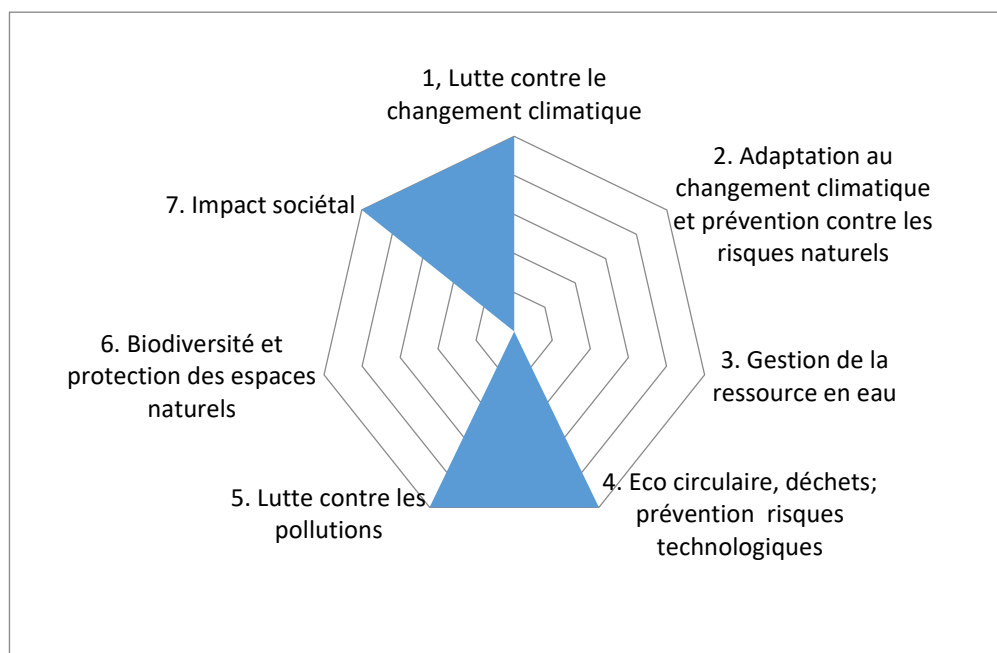 1, Lutte contre le
changement climatique
2. Adaptation au
changement climatique
et prévention contre les
risques naturels
3. Gestion de la
ressource en eau
4. Eco circulaire, déchets;
prévention  risques
technologiques
5. Lutte contre les
pollutions
6. Biodiversité et
protection des espaces
naturels
7. Impact sociétal